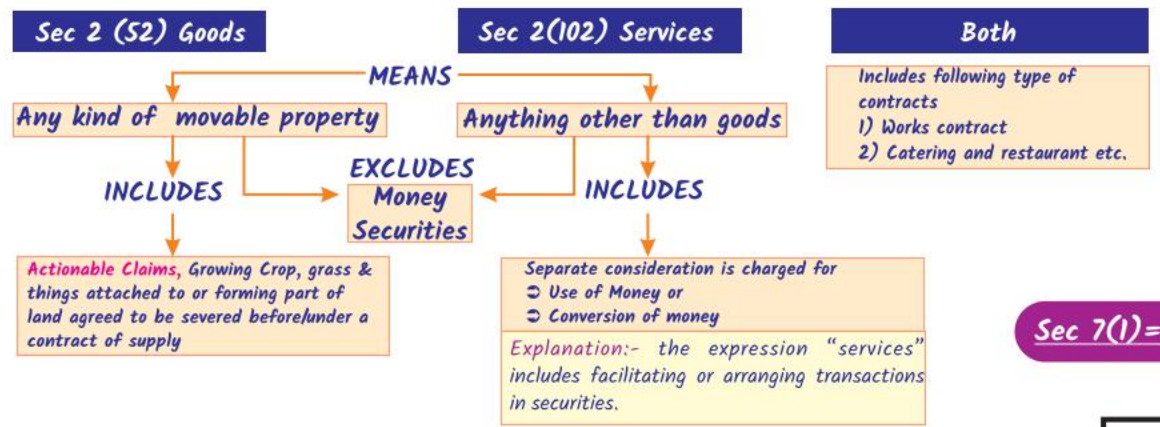 Sec 2 (52) Goods
Sec 2(102) Services
Both
MEANS
Any kind of movable property
Anything other than goods
Includes following type of
contracts
1) Works contract
2) Catering and restaurant etc.
INCLUDES
EXCLUDES
Money
Securities
INCLUDES
Actionable Claims, Growing Crop, grass &
things attached to or forming part of
land agreed to be severed before/under a
contract of supply
Separate consideration is charged for
➲ Use of Money or
➲ Conversion of money
Explanation:- the expression “services”
includes facilitating or arranging transactions
in securities.
Sec 7(1)=